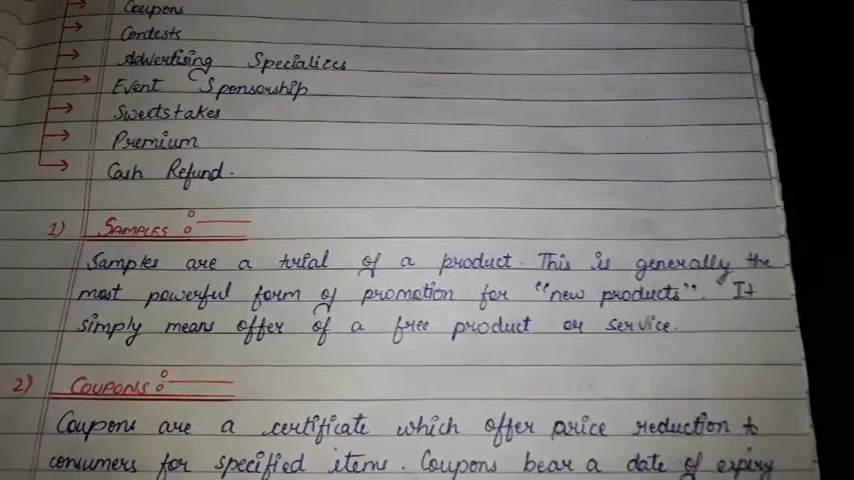 Coupons
Contests
Advertising Specializes
Event Sponsorship
Sweetstakes
Premium
Cash Refund.
1) SAMPLES :
Samples are a trial of a product. This is generally the
most powerful form of promotion for "new products". It
simply means offer of a free product or service.
2) COUPONS :
Coupons are a certificate which offer price reduction to
consumers for specified items. Coupons bear a date of expiry